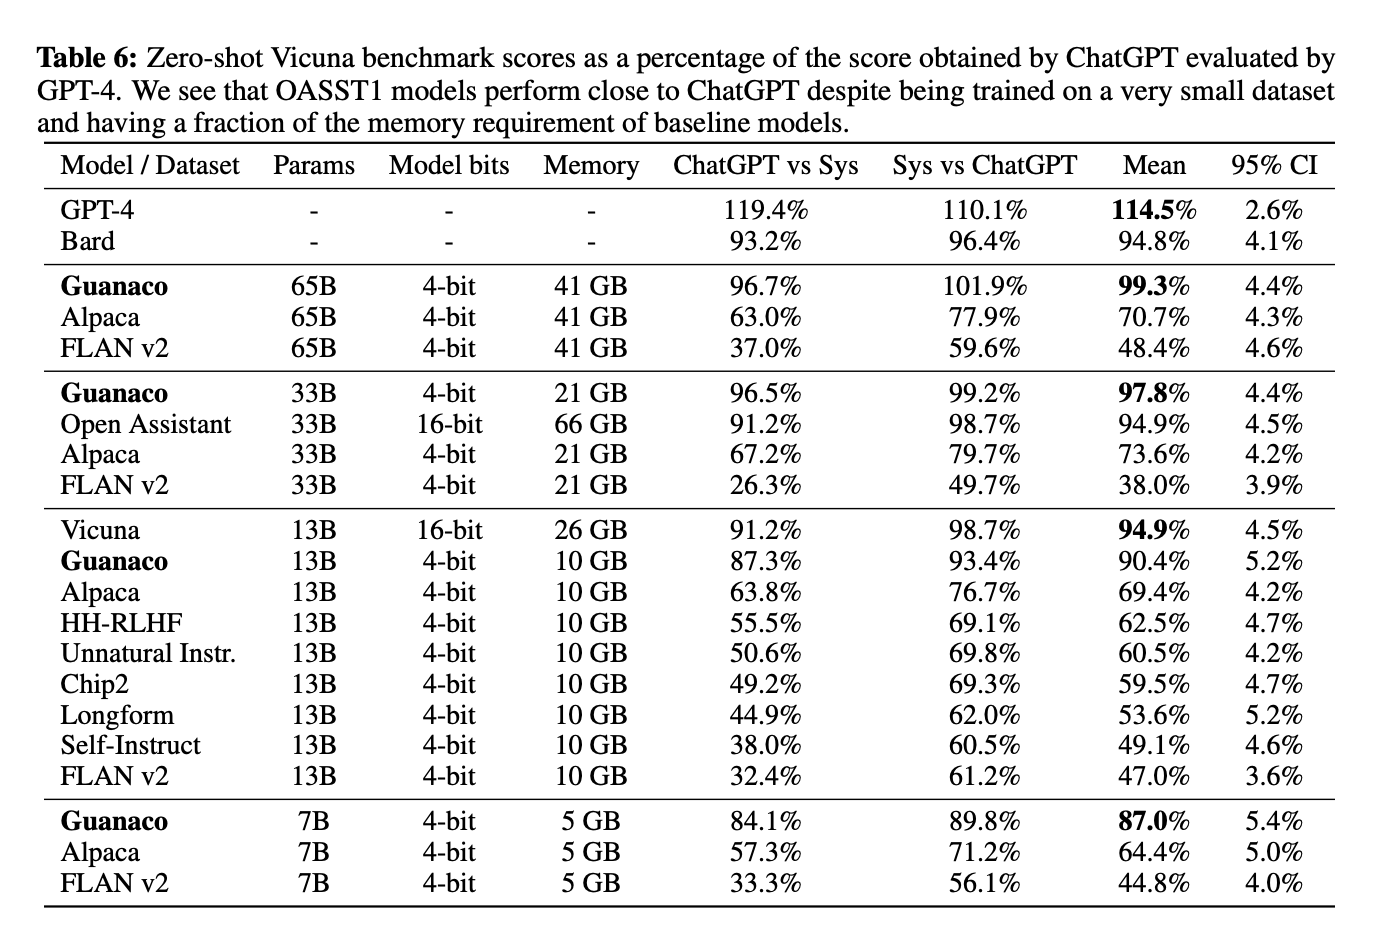 Table 6: Zero-shot Vicuna benchmark scores as a percentage of the score obtained by ChatGPT evaluated by
GPT-4. We see that OASST1 models perform close to ChatGPT despite being trained on a very small dataset
and having a fraction of the memory requirement of baseline models.
Model / Dataset Params Model bits Memory ChatGPT vs Sys Sys vs ChatGPT Mean 95% CI
GPT-4 - - - 119.4% 110.1% 114.5% 2.6%
Bard - - - 93.2% 96.4% 94.8% 4.1%
Guanaco 65B 4-bit 41 GB 96.7% 101.9% 99.3% 4.4%
Alpaca 65B 4-bit 41 GB 63.0% 77.9% 70.7% 4.3%
FLAN v2 65B 4-bit 41 GB 37.0% 59.6% 48.4% 4.6%
Guanaco 33B 4-bit 21 GB 96.5% 99.2% 97.8% 4.4%
Open Assistant 33B 16-bit 66 GB 91.2% 98.7% 94.9% 4.5%
Alpaca 33B 4-bit 21 GB 67.2% 79.7% 73.6% 4.2%
FLAN v2 33B 4-bit 21 GB 26.3% 49.7% 38.0% 3.9%
Vicuna 13B 16-bit 26 GB 91.2% 98.7% 94.9% 4.5%
Guanaco 13B 4-bit 10 GB 87.3% 93.4% 90.4% 5.2%
Alpaca 13B 4-bit 10 GB 63.8% 76.7% 69.4% 4.2%
HH-RLHF 13B 4-bit 10 GB 55.5% 69.1% 62.5% 4.7%
Unnatural Instr. 13B 4-bit 10 GB 50.6% 69.8% 60.5% 4.2%
Chip2 13B 4-bit 10 GB 49.2% 69.3% 59.5% 4.7%
Longform 13B 4-bit 10 GB 44.9% 62.0% 53.6% 5.2%
Self-Instruct 13B 4-bit 10 GB 38.0% 60.5% 49.1% 4.6%
FLAN v2 13B 4-bit 10 GB 32.4% 61.2% 47.0% 3.6%
Guanaco 7B 4-bit 5 GB 84.1% 89.8% 87.0% 5.4%
Alpaca 7B 4-bit 5 GB 57.3% 71.2% 64.4% 5.0%
FLAN v2 7B 4-bit 5 GB 33.3% 56.1% 44.8% 4.0%